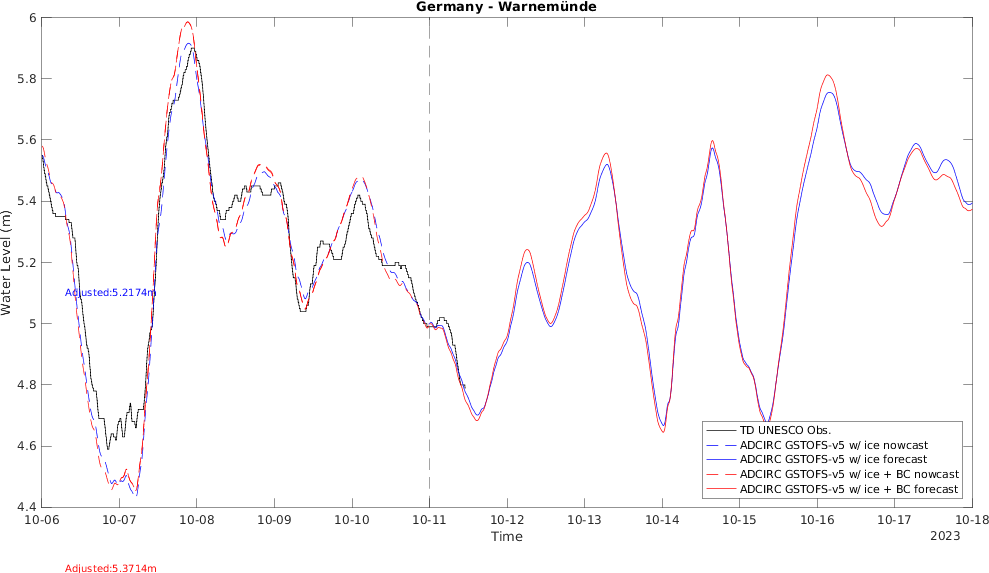 Germany - Warnemünde
6
5.8
5.6
5.4
5.2
5
4.8
4.6
4.4
Water Level (m)
Adjusted:5.2174m
TD UNESCO Obs.
ADCIRC GSTOFS-v5 w/ ice nowcast
ADCIRC GSTOFS-v5 w/ ice forecast
ADCIRC GSTOFS-v5 w/ ice + BC nowcast
ADCIRC GSTOFS-v5 w/ ice + BC forecast
10-06 10-07 10-08 10-09 10-10 10-11 10-12 10-13 10-14 10-15 10-16 10-17 10-18
Time
2023
Adjusted:5.3714m